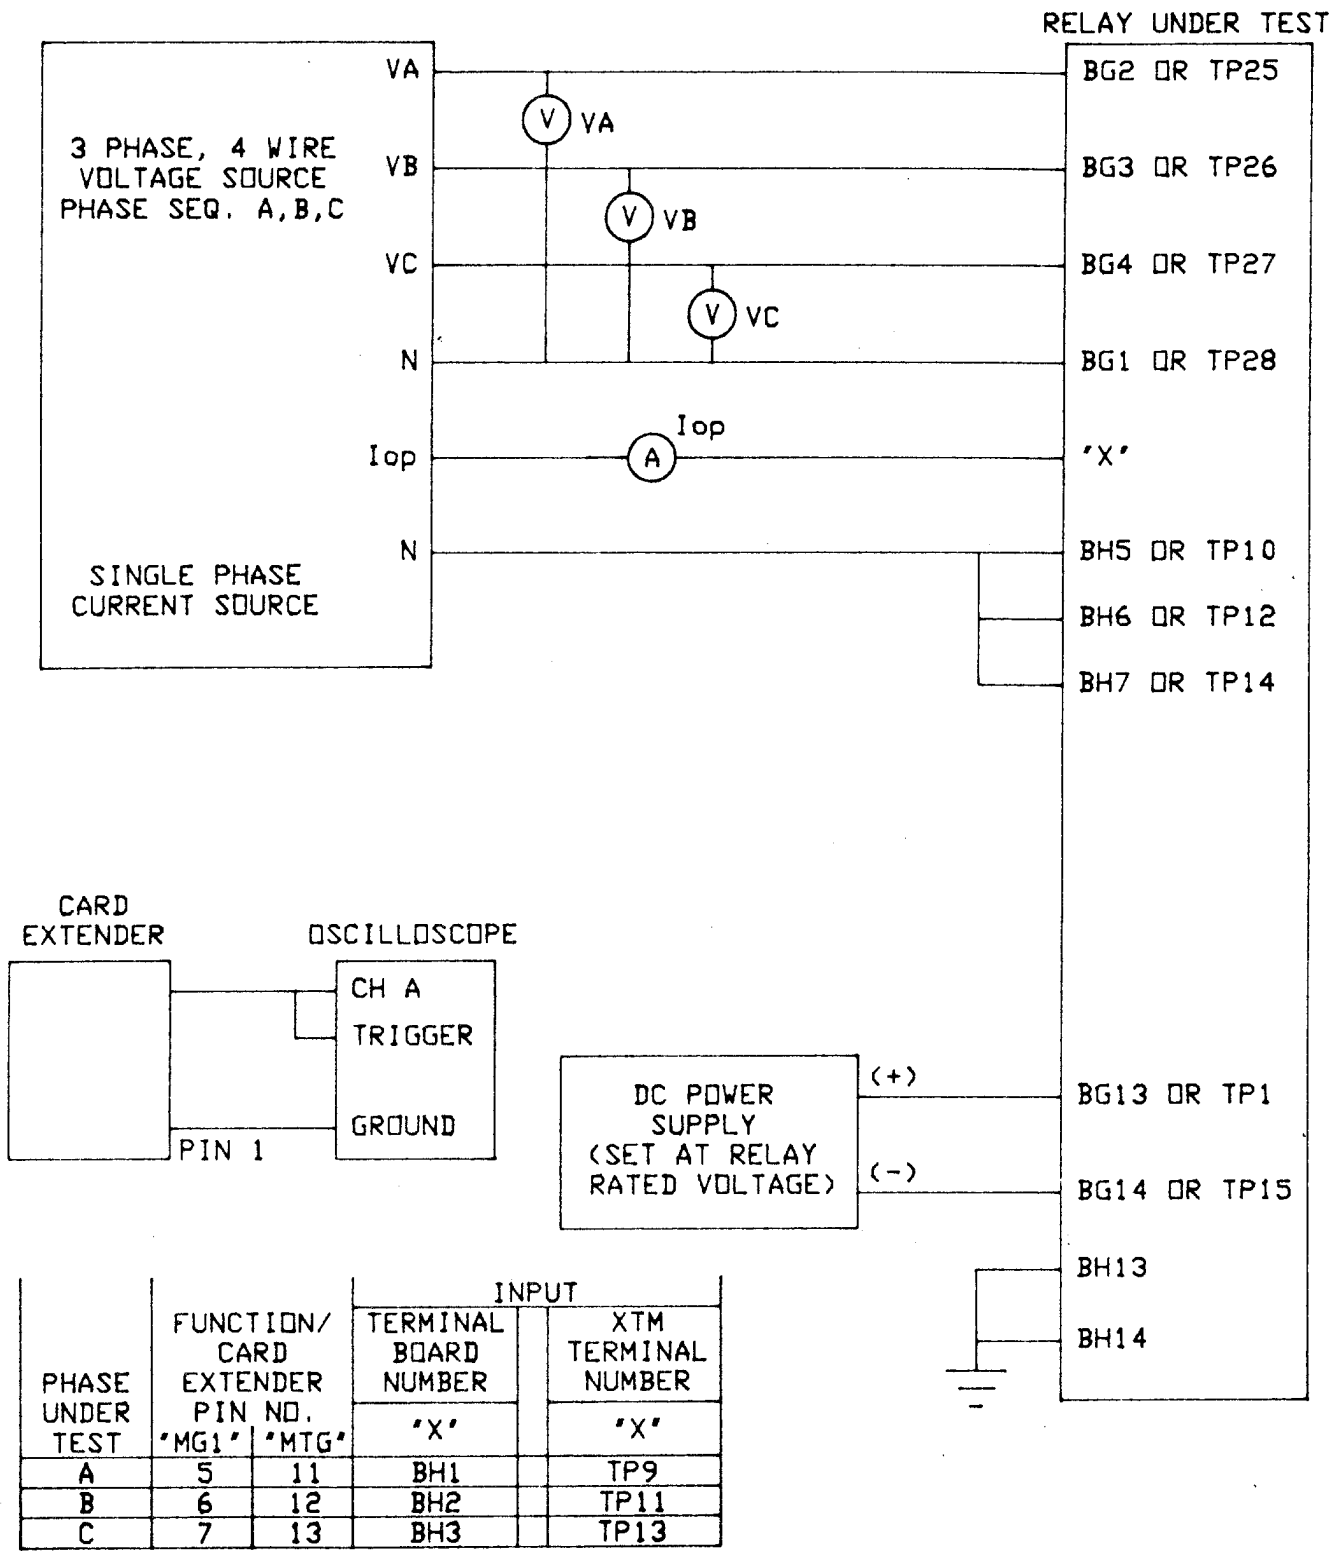 RELAY UNDER TEST
VA
BG2 OR TP25
V
VA
3 PHASE, 4 WIRE
VOLTAGE SOURCE
PHASE SEQ. A,B,C
VB
BG3 OR TP26
V
VB
VC
BG4 OR TP27
V
VC
N
BG1 OR TP28
Iop
Iop
A
"X"
N
BH5 OR TP10
SINGLE PHASE
CURRENT SOURCE
BH6 OR TP12
BH7 OR TP14
CARD
EXTENDER
OSCILLOSCOPE
CH A
TRIGGER
GROUND
PIN 1
DC POWER
SUPPLY
(SET AT RELAY
RATED VOLTAGE)
(+)
BG13 OR TP1
(-)
BG14 OR TP15
BH13
BH14
INPUT
PHASE
UNDER
TEST
FUNCTION/
CARD
EXTENDER
PIN NO.
"MG1" "MTG"
TERMINAL
BOARD
NUMBER
"X"
XTM
TERMINAL
NUMBER
"X"
A 5 11 BH1 TP9
B 6 12 BH2 TP11
C 7 13 BH3 TP13